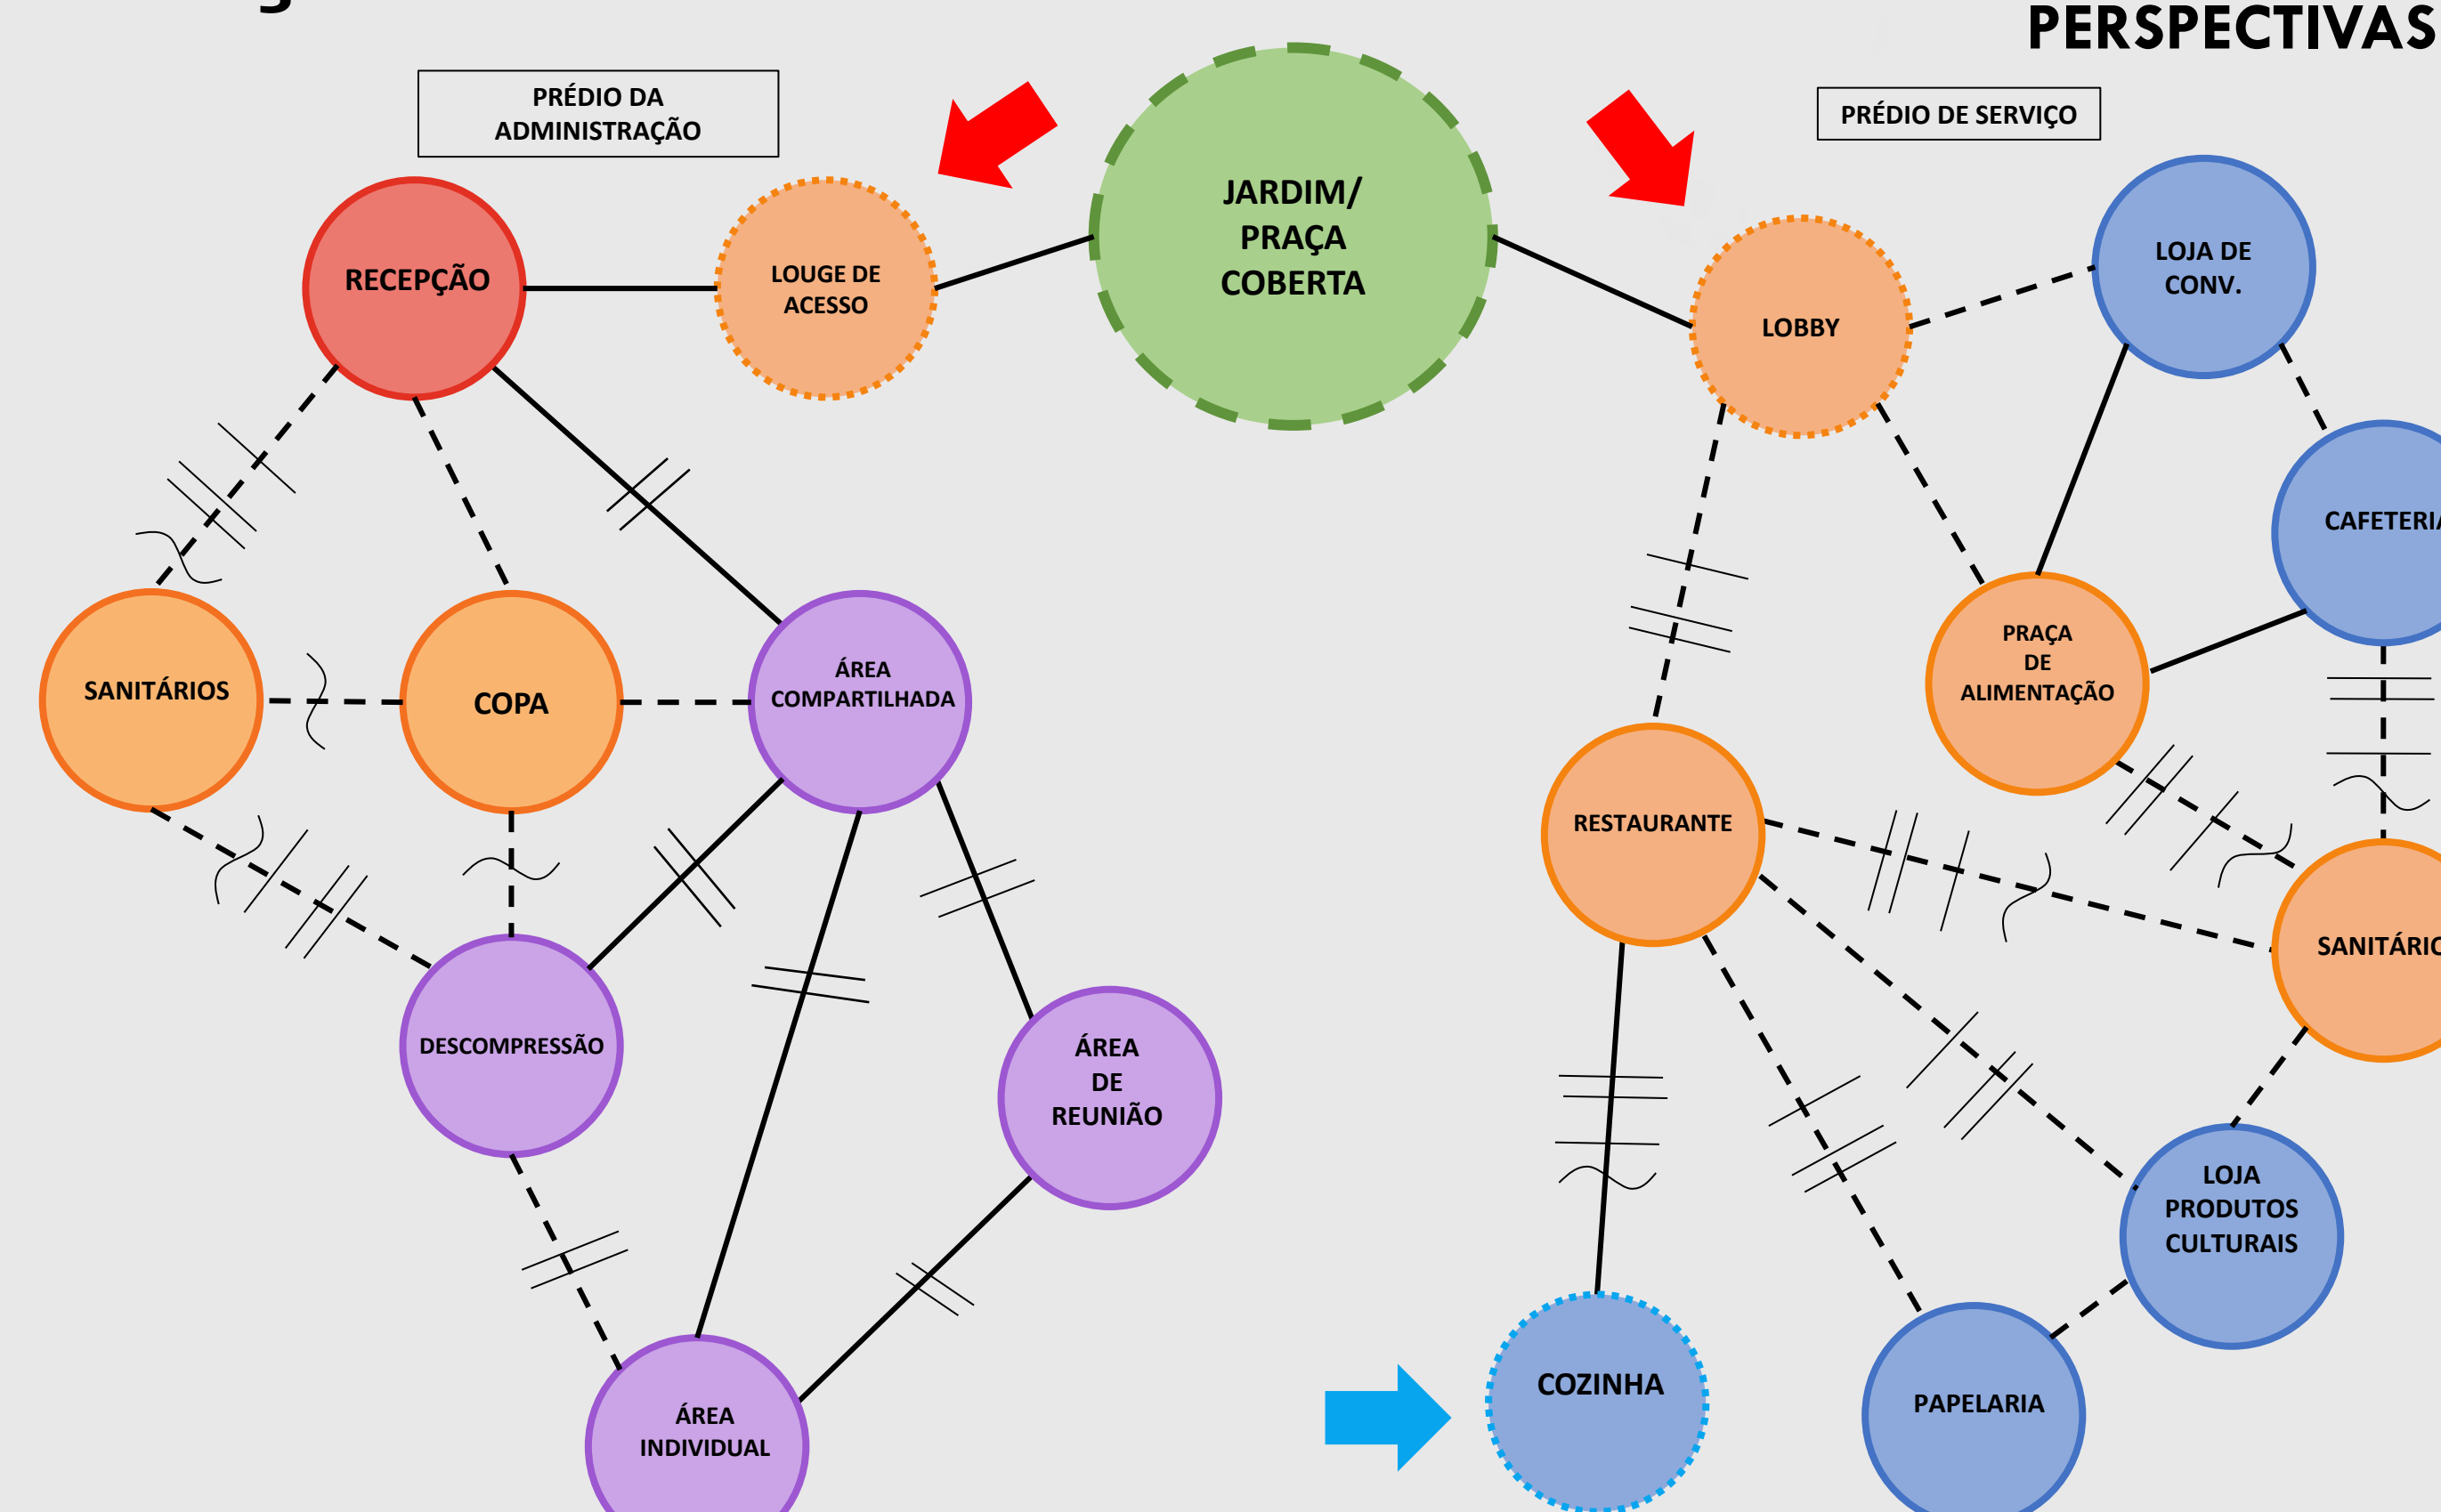 PERSPECTIVAS
PRÉDIO DA
ADMINISTRAÇÃO
PRÉDIO DE SERVIÇO
RECEPÇÃO
LOUGE DE
ACESSO
JARDIM/
PRAÇA
COBERTA
LOBBY
LOJA DE
CONV.
CAFETERIA
PRAÇA
DE
ALIMENTAÇÃO
SANITÁRIOS
COPA
ÁREA
COMPARTILHADA
RESTAURANTE
SANITÁRIO
DESCOMPRESSÃO
ÁREA
DE
REUNIÃO
LOJA
PRODUTOS
CULTURAIS
ÁREA
INDIVIDUAL
COZINHA
PAPELARIA